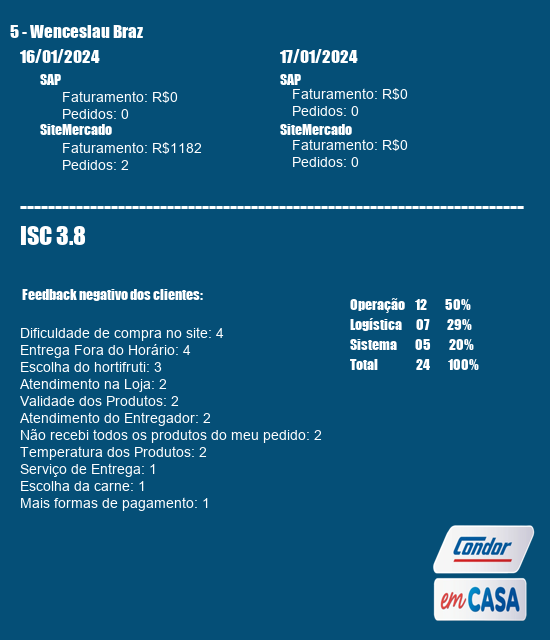 5 - Wenceslau Braz
16/01/2024
SAP
Faturamento: R$0
Pedidos: 0
SiteMercado
Faturamento: R$1182
Pedidos: 2
17/01/2024
SAP
Faturamento: R$0
Pedidos: 0
SiteMercado
Faturamento: R$0
Pedidos: 0
------------------------------------------------------------------------
ISC 3.8
Feedback negativo dos clientes:
Dificuldade de compra no site: 4
Entrega Fora do Horário: 4
Escolha do hortifruti: 3
Atendimento na Loja: 2
Validade dos Produtos: 2
Atendimento do Entregador: 2
Não recebi todos os produtos do meu pedido: 2
Temperatura dos Produtos: 2
Serviço de Entrega: 1
Escolha da carne: 1
Mais formas de pagamento: 1
Operação 12 50%
Logística 07 29%
Sistema 05 20%
Total 24 100%
Condor
em CASA